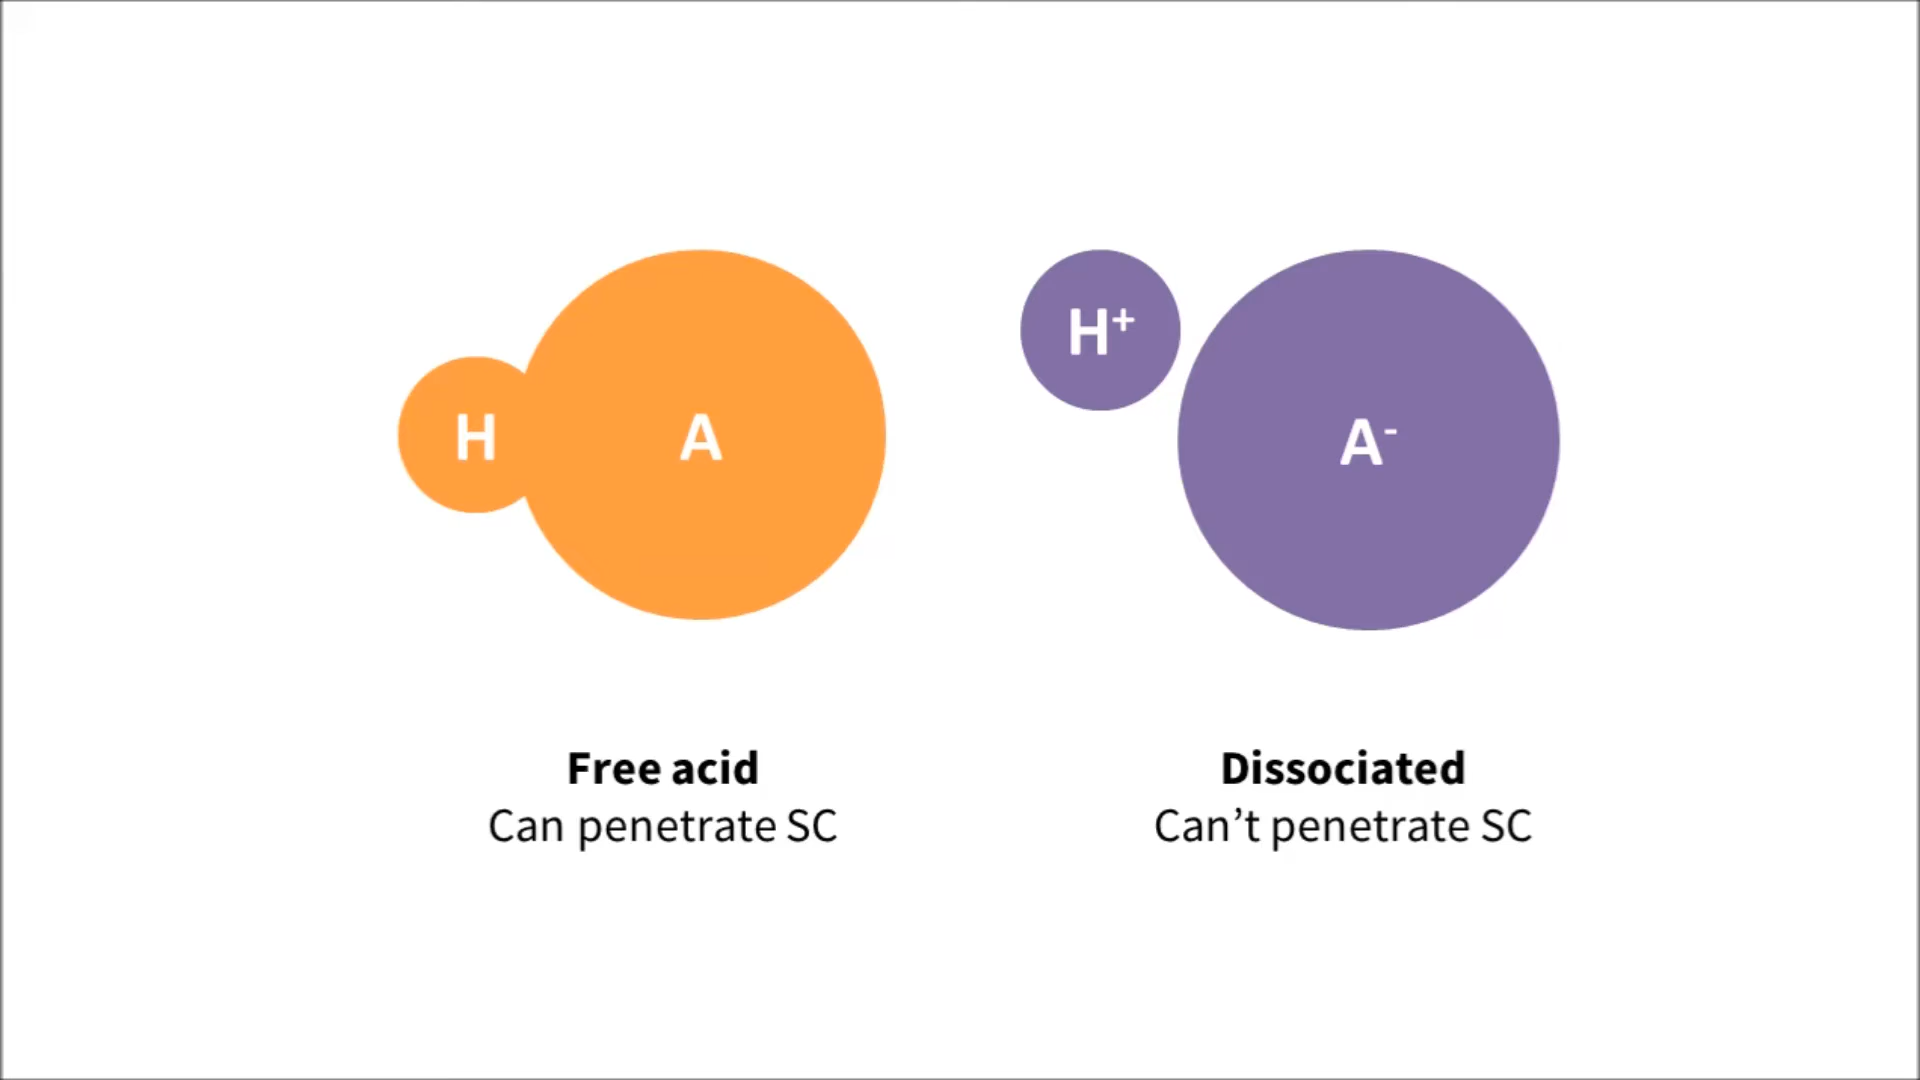 H A
H⁺
A⁻
Free acid
Can penetrate SC
Dissociated
Can’t penetrate SC